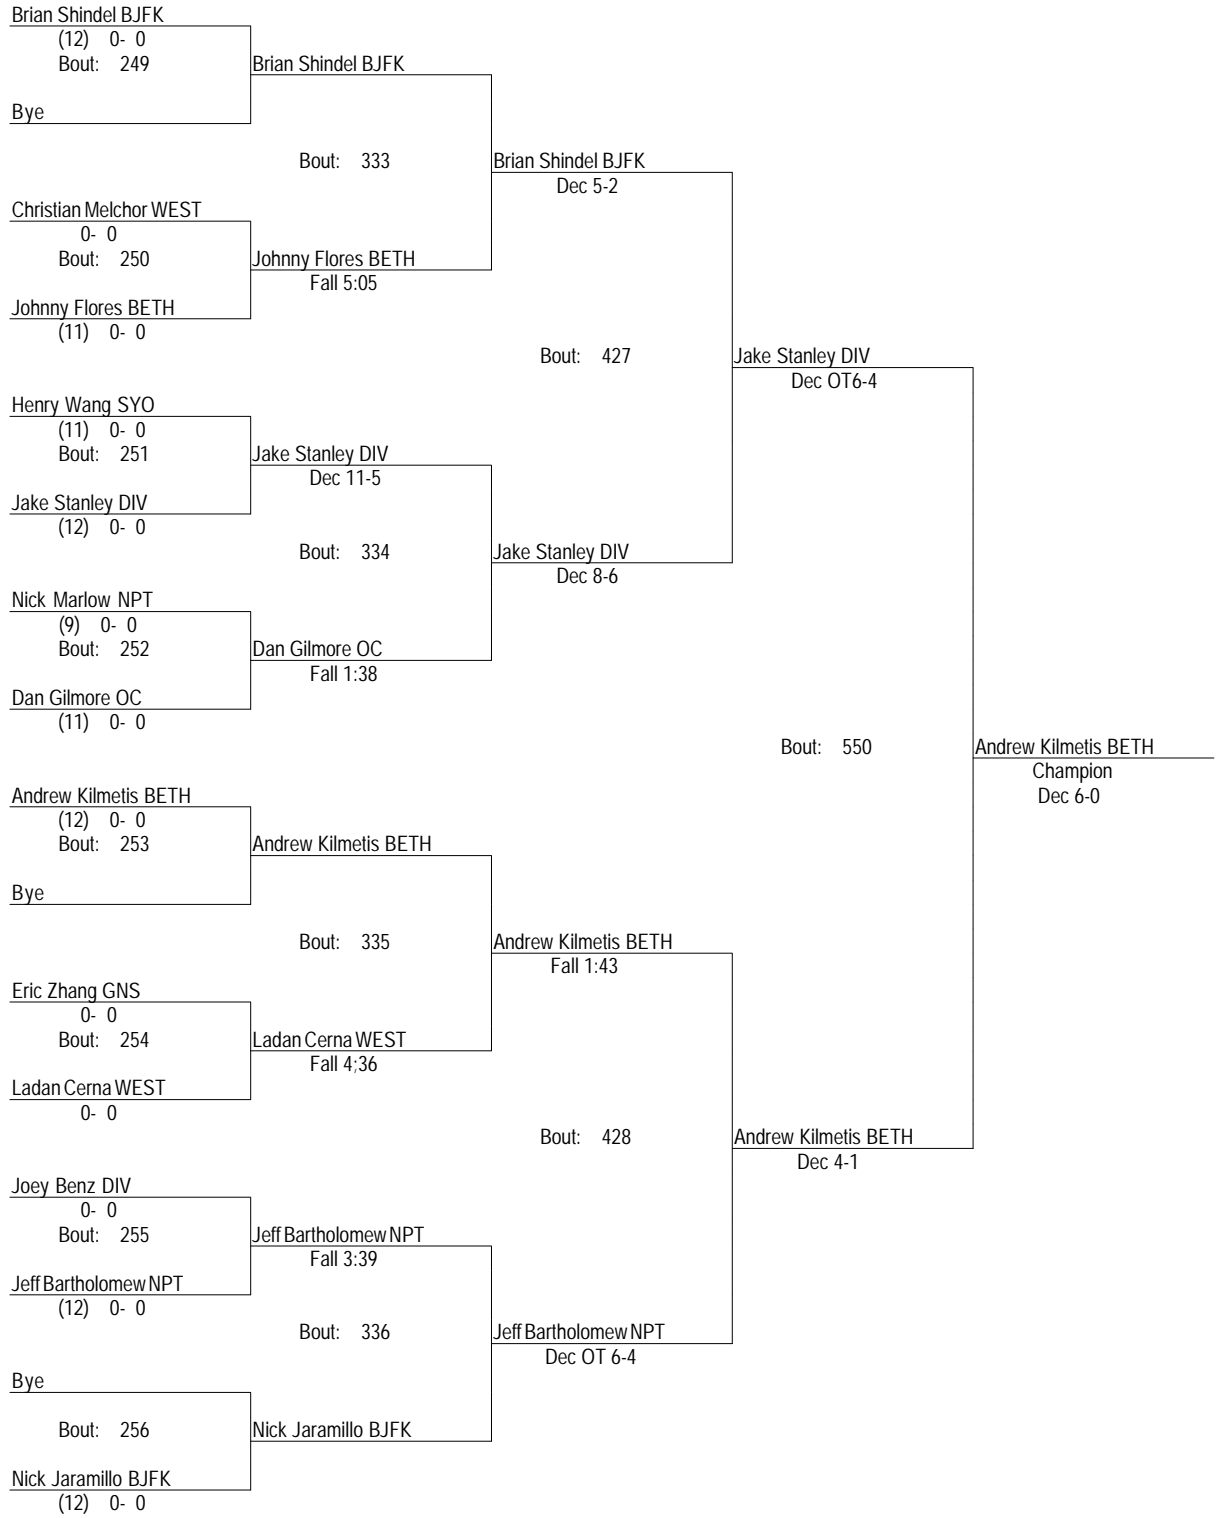 Brian Shindel BJFK
(12) 0- 0
Bout: 249
Brian Shindel BJFK
Bye
Bout: 333
Brian Shindel BJFK
Dec 5-2
Christian Melchor WEST
0- 0
Bout: 250
Johnny Flores BETH
Fall 5:05
Johnny Flores BETH
(11) 0- 0
Bout: 427
Jake Stanley DIV
Dec OT6-4
Henry Wang SYO
(11) 0- 0
Bout: 251
Jake Stanley DIV
Dec 11-5
Jake Stanley DIV
(12) 0- 0
Bout: 334
Jake Stanley DIV
Dec 8-6
Nick Marlow NPT
(9) 0- 0
Bout: 252
Dan Gilmore OC
Fall 1:38
Dan Gilmore OC
(11) 0- 0
Bout: 550
Andrew Kilmetis BETH
Champion
Dec 6-0
Andrew Kilmetis BETH
(12) 0- 0
Bout: 253
Andrew Kilmetis BETH
Bye
Bout: 335
Andrew Kilmetis BETH
Fall 1:43
Eric Zhang GNS
0- 0
Bout: 254
Ladan Cerna WEST
Fall 4;36
Ladan Cerna WEST
0- 0
Bout: 428
Andrew Kilmetis BETH
Dec 4-1
Joey Benz DIV
0- 0
Bout: 255
Jeff Bartholomew NPT
Fall 3:39
Jeff Bartholomew NPT
(12) 0- 0
Bout: 336
Jeff Bartholomew NPT
Dec OT 6-4
Bye
Bout: 256
Nick Jaramillo BJFK
Nick Jaramillo BJFK
(12) 0- 0